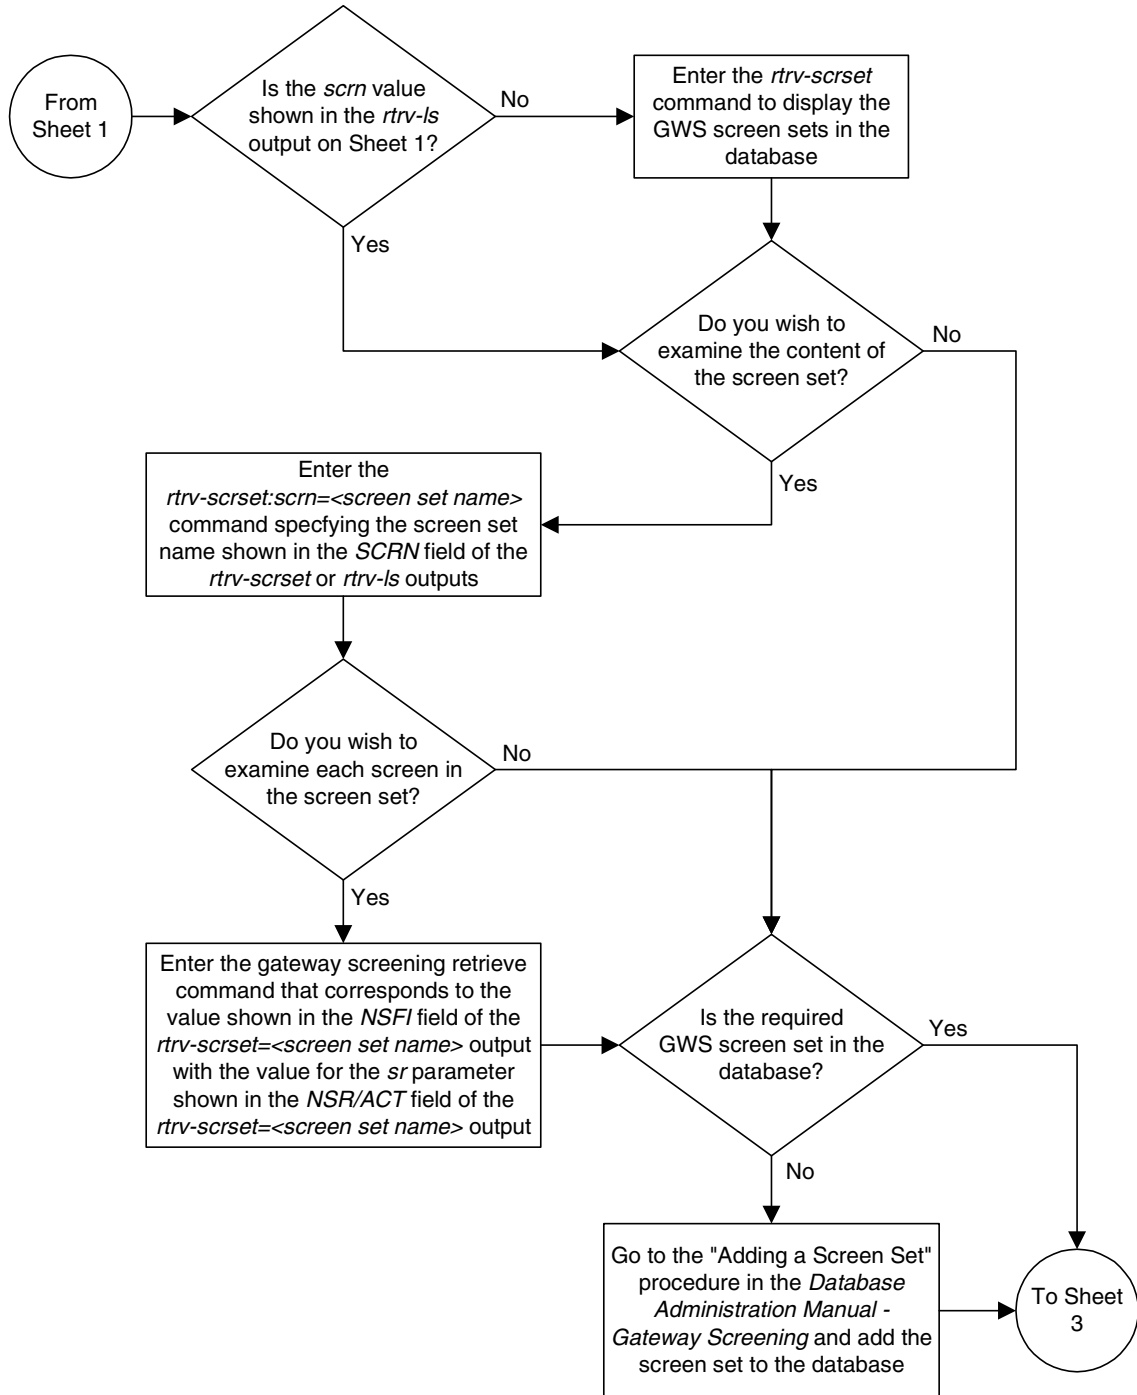 From
Sheet 1
Is the scrn value
shown in the rtrv-ls
output on Sheet 1?
No
Enter the rtrv-scrset
command to display the
GWS screen sets in the
database
Yes
Do you wish to
examine the content of
the screen set?
No
Yes
Enter the
rtrv-scrset:scrn=<screen set name>
command specfying the screen set
name shown in the SCRN field of the
rtrv-scrset or rtrv-ls outputs
Do you wish to
examine each screen in
the screen set?
No
Yes
Enter the gateway screening retrieve
command that corresponds to the
value shown in the NSFI field of the
rtrv-scrset=<screen set name> output
with the value for the sr parameter
shown in the NSR/ACT field of the
rtrv-scrset=<screen set name> output
Is the required
GWS screen set in the
database?
Yes
No
Go to the "Adding a Screen Set"
procedure in the Database
Administration Manual -
Gateway Screening and add the
screen set to the database
To Sheet
3